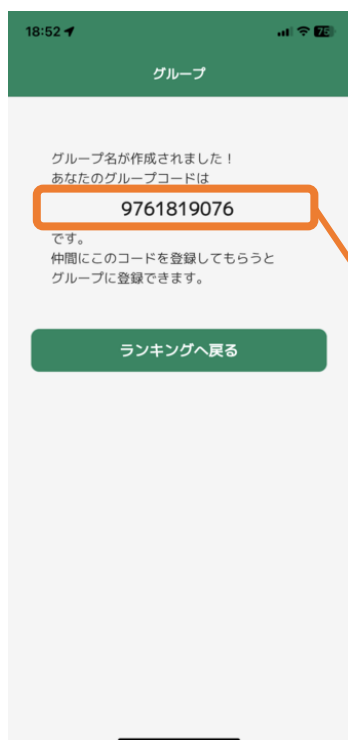 18:52
75
グループ
グループ名が作成されました！
あなたのグループコードは
9761819076
です。
仲間にこのコードを登録してもらうと
グループに登録できます。
ランキングへ戻る